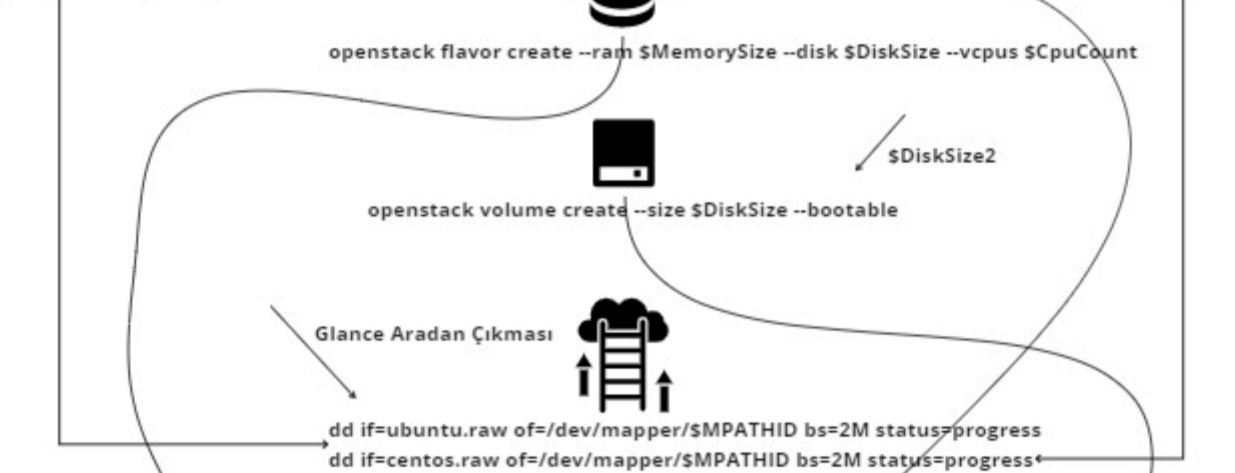 openstack flavor create --ram $MemorySize --disk $DiskSize --vcpus $CpuCount
$DiskSize2
openstack volume create --size $DiskSize --bootable
Glance Aradan Çıkması
dd if=ubuntu.raw of=/dev/mapper/$MPATHID bs=2M status=progress
dd if=centos.raw of=/dev/mapper/$MPATHID bs=2M status=progress